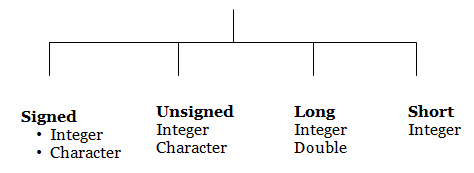 Signed
• Integer
• Character
Unsigned
Integer
Character
Long
Integer
Double
Short
Integer